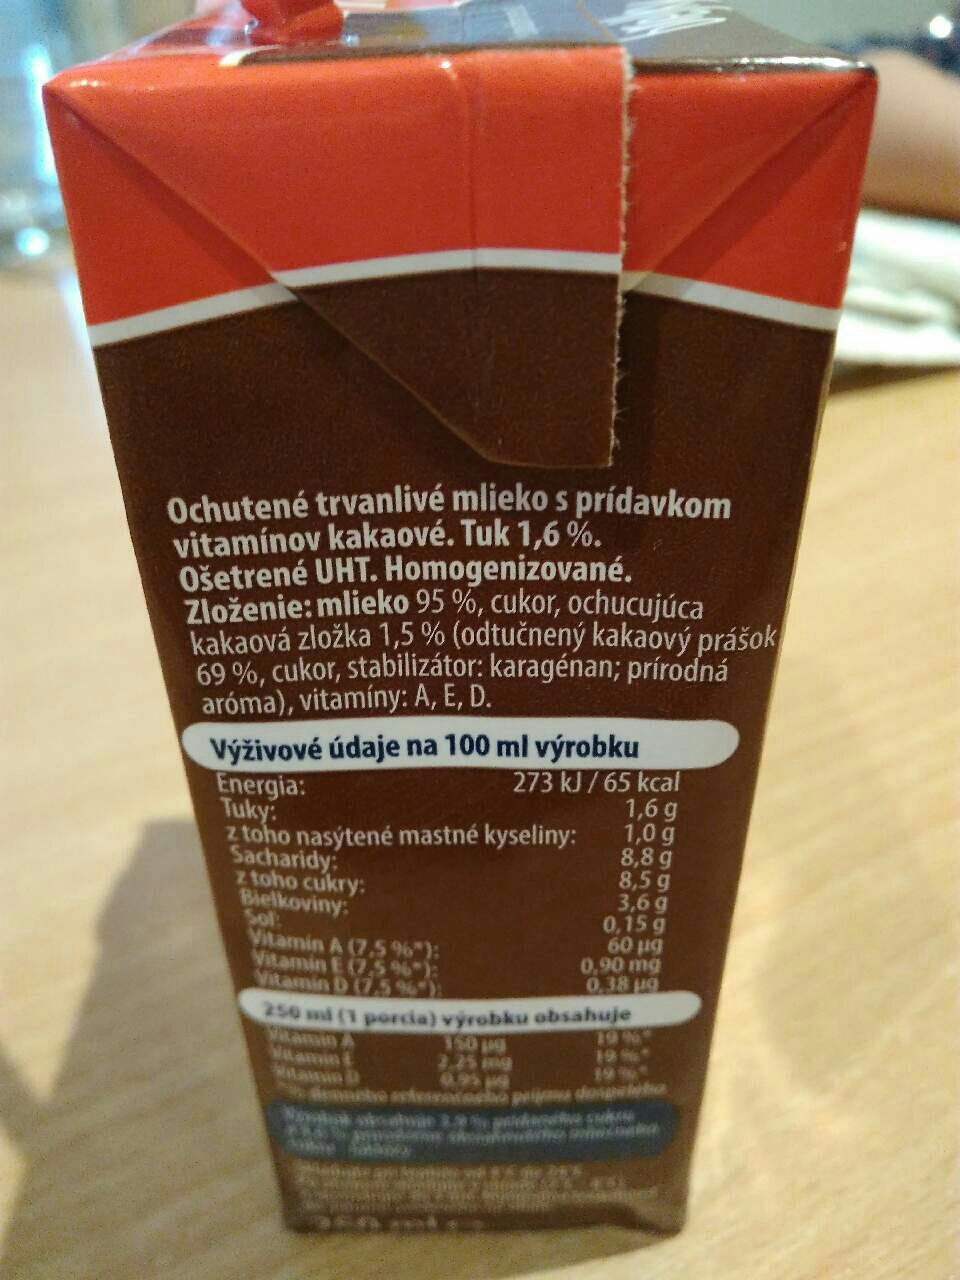 Ochutené trvanlivé mlieko s prídavkom
vitamínov kakaové. Tuk 1,6 %.
Ošetrené UHT. Homogenizované.
Zloženie: mlieko 95 %, cukor, ochucujúca
kakaová zložka 1,5 % (odtučnený kakaový prášok
69 %, cukor, stabilizátor: karagénan; prírodná
aróma), vitamíny: A, E, D.
Výživové údaje na 100 ml výrobku
Energia: 273 kJ / 65 kcal
Tuky: 1,6 g
z toho nasýtené mastné kyseliny: 1,0 g
Sacharidy: 8,8 g
z toho cukry: 8,5 g
Bielkoviny: 3,6 g
Soľ: 0,15 g
Vitamín A (7,5 %*): 60 µg
Vitamín E (7,5 %*): 0,90 mg
Vitamín D (7,5 %*): 0,38 µg
250 ml (1 porcia) výrobku obsahuje
Vitamín A 150 µg 19 %*
Vitamín E 2,25 mg 19 %*
Vitamín D 0,95 µg 19 %*
250 ml